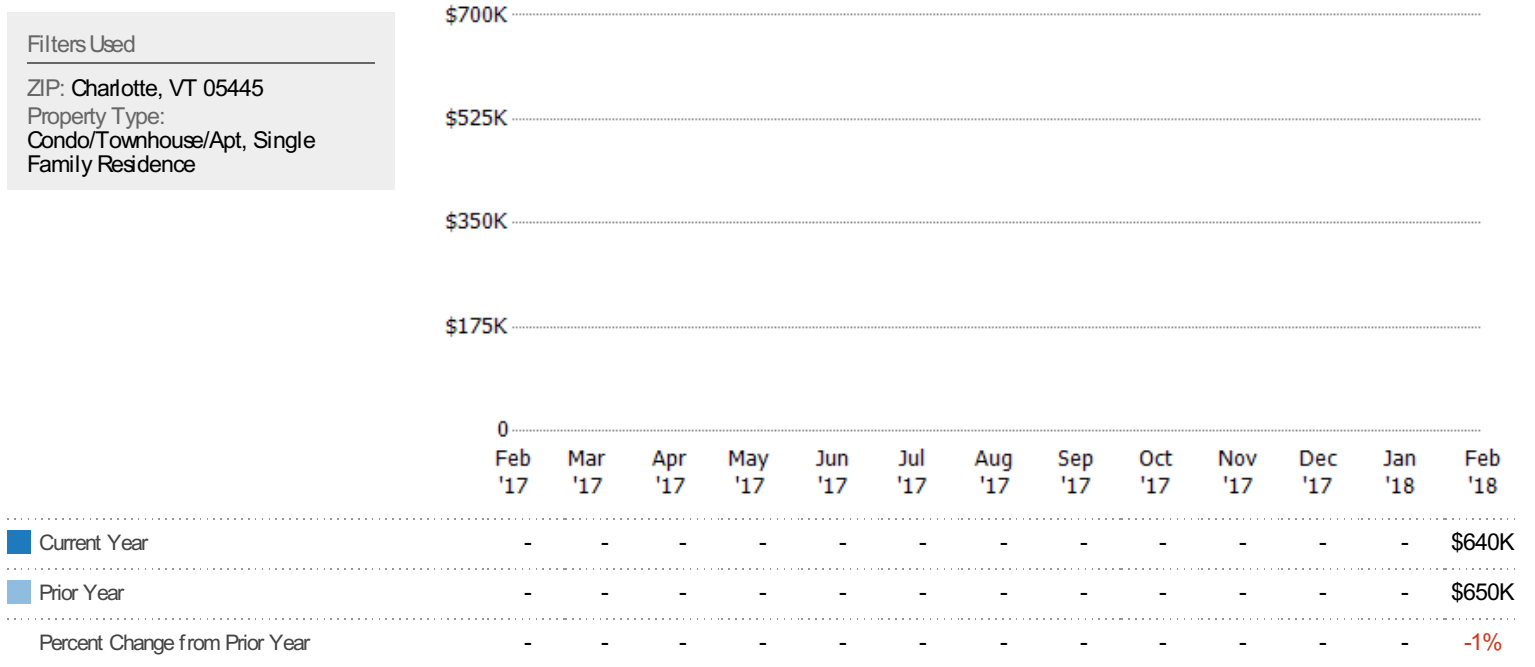 Filters Used
ZIP: Charlotte, VT 05445
Property Type:
Condo/Townhouse/Apt, Single
Family Residence
$700K
$525K
$350K
$175K
0
Feb '17 Mar '17 Apr '17 May '17 Jun '17 Jul '17 Aug '17 Sep '17 Oct '17 Nov '17 Dec '17 Jan '18 Feb '18
Current Year - - - - - - - - - - - - $640K
Prior Year - - - - - - - - - - - - $650K
Percent Change from Prior Year - - - - - - - - - - - - -1%